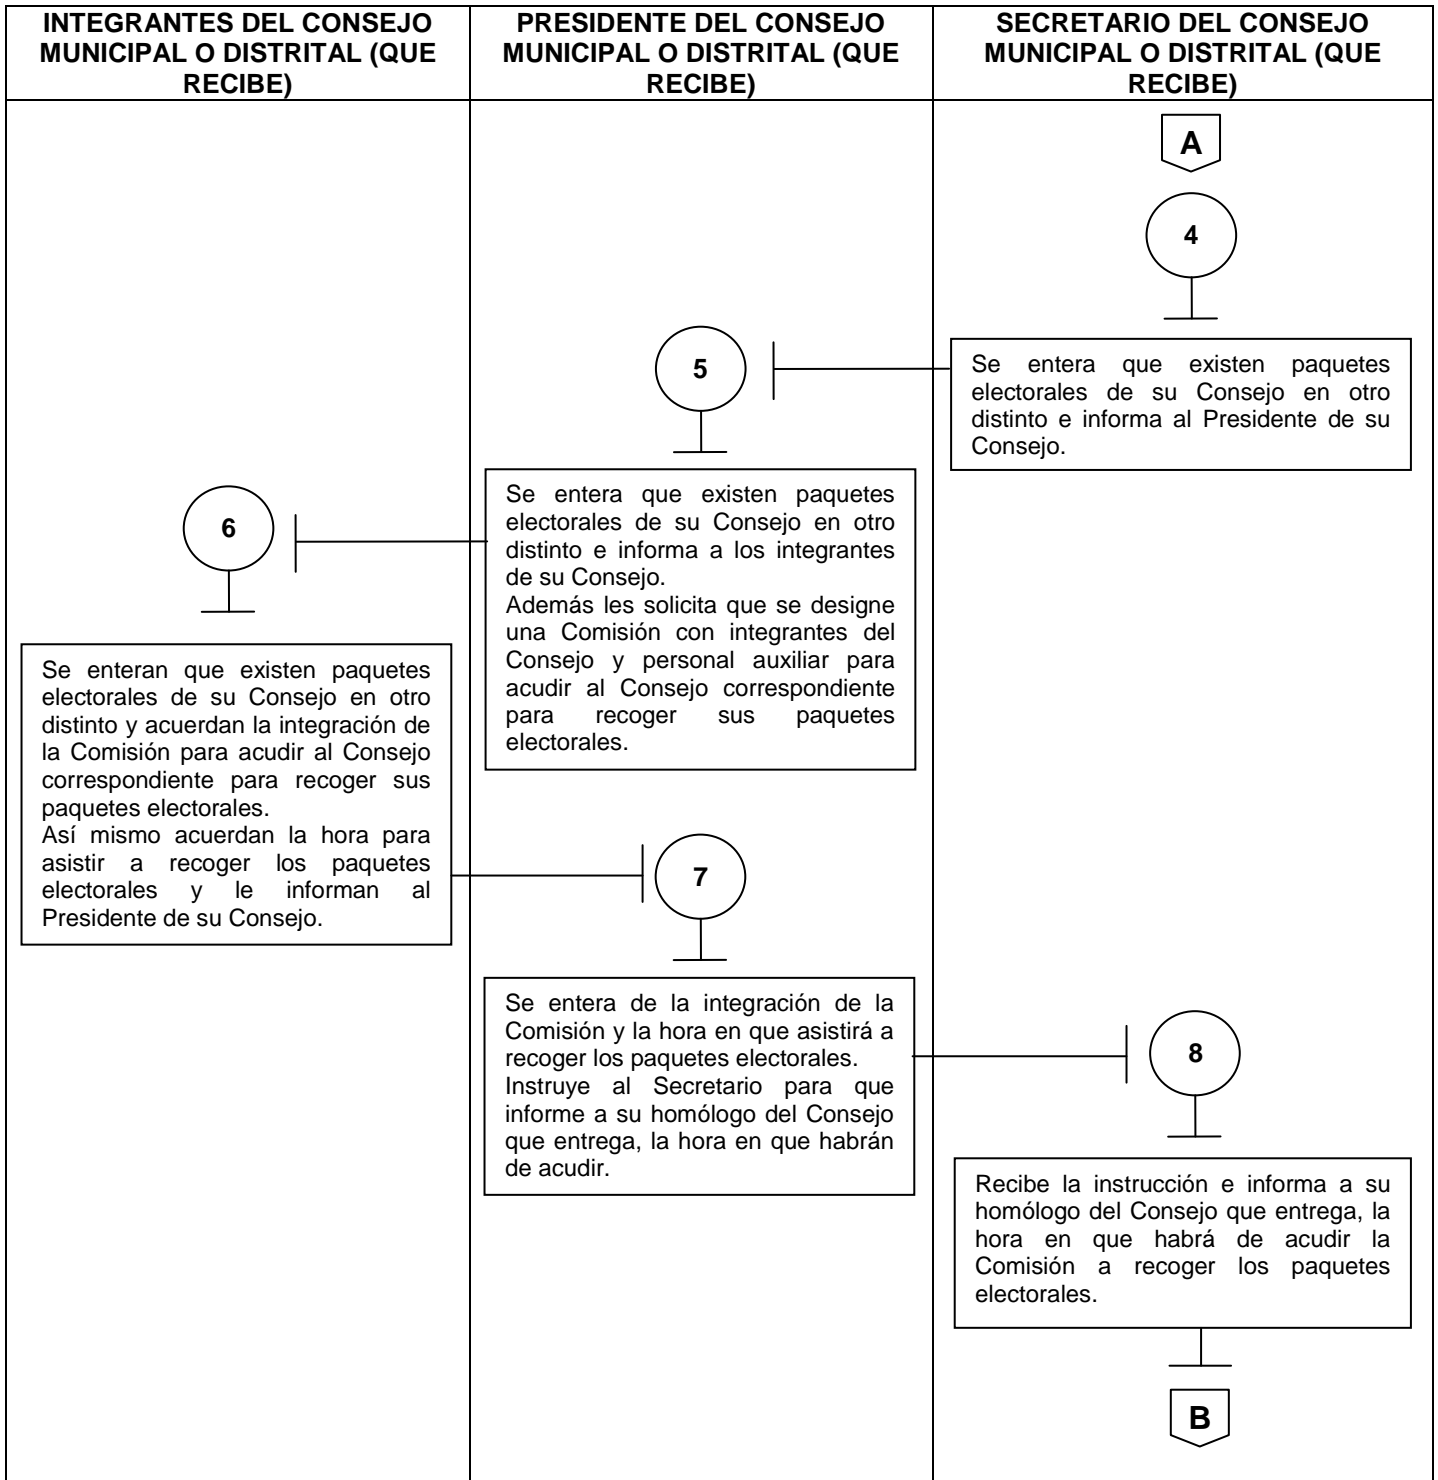 INTEGRANTES DEL CONSEJO
MUNICIPAL O DISTRITAL (QUE
RECIBE)
PRESIDENTE DEL CONSEJO
MUNICIPAL O DISTRITAL (QUE
RECIBE)
SECRETARIO DEL CONSEJO
MUNICIPAL O DISTRITAL (QUE
RECIBE)
A
4
Se entera que existen paquetes
electorales de su Consejo en otro
distinto e informa al Presidente de su
Consejo.
5
Se entera que existen paquetes
electorales de su Consejo en otro
distinto e informa a los integrantes
de su Consejo.
Además les solicita que se designe
una Comisión con integrantes del
Consejo y personal auxiliar para
acudir al Consejo correspondiente
para recoger sus paquetes
electorales.
6
Se enteran que existen paquetes
electorales de su Consejo en otro
distinto y acuerdan la integración de
la Comisión para acudir al Consejo
correspondiente para recoger sus
paquetes electorales.
Así mismo acuerdan la hora para
asistir a recoger los paquetes
electorales y le informan al
Presidente de su Consejo.
7
Se entera de la integración de la
Comisión y la hora en que asistirá a
recoger los paquetes electorales.
Instruye al Secretario para que
informe a su homólogo del Consejo
que entrega, la hora en que habrán
de acudir.
8
Recibe la instrucción e informa a su
homólogo del Consejo que entrega, la
hora en que habrá de acudir la
Comisión a recoger los paquetes
electorales.
B